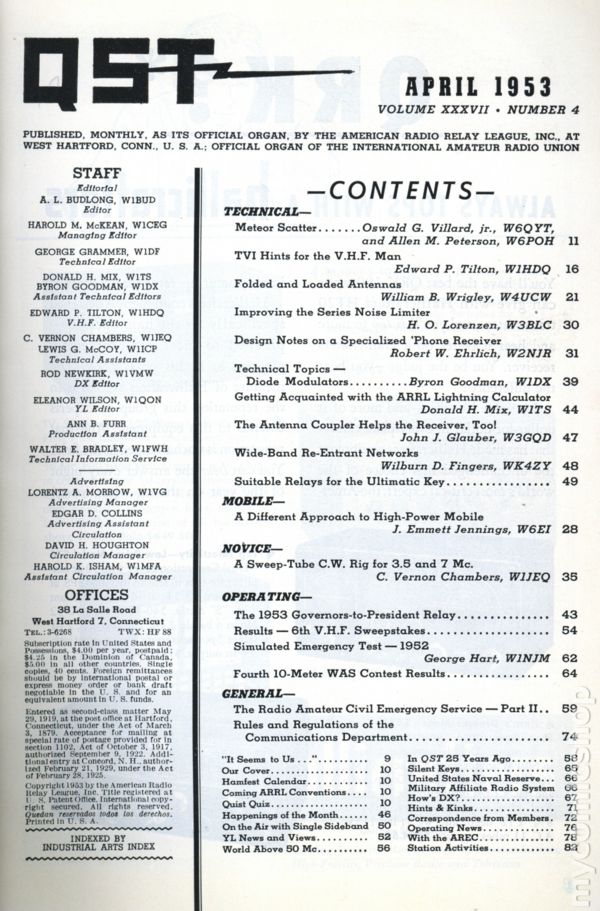 QST
APRIL 1953
VOLUME XXXVII • NUMBER 4
PUBLISHED, MONTHLY, AS ITS OFFICIAL ORGAN, BY THE AMERICAN RADIO RELAY LEAGUE, INC., AT
WEST HARTFORD, CONN., U. S. A.; OFFICIAL ORGAN OF THE INTERNATIONAL AMATEUR RADIO UNION
STAFF
Editorial
A. L. BUDLONG, W1BUD
Editor
HAROLD M. McKEAN, W1CEG
Managing Editor
GEORGE GRAMMER, W1DF
Technical Editor
DONALD H. MIX, W1TS
BYRON GOODMAN, W1DX
Assistant Technical Editors
EDWARD P. TILTON, W1HDQ
V.H.F. Editor
C. VERNON CHAMBERS, W1JEQ
LEWIS G. McCOY, W1ICP
Technical Assistants
ROD NEWKIRK, W1VMW
DX Editor
ELEANOR WILSON, W1QON
YL Editor
ANN B. FURR
Production Assistant
WALTER E. BRADLEY, W1FWH
Technical Information Service
Advertising
LORENTZ A. MORROW, W1VG
Advertising Manager
EDGAR D. COLLINS
Advertising Assistant
Circulation
DAVID H. HOUGHTON
Circulation Manager
HAROLD K. ISHAM, W1MFA
Assistant Circulation Manager
OFFICES
38 La Salle Road
West Hartford 7, Connecticut
TEL.: 3-6268 TWX: HF 88
Subscription rate in United States and
Possessions, $4.00 per year, postpaid;
$4.25 in the Dominion of Canada,
$5.00 in all other countries. Single
copies, 40 cents. Foreign remittances
should be by international postal or
express money order or bank draft
negotiable in the U. S. and for an
equivalent amount in U. S. funds.
Entered as second-class matter May
29, 1919, at the post office at Hartford,
Connecticut, under the Act of March
3, 1879. Acceptance for mailing at
special rate of postage provided for in
section 1102, Act of October 3, 1917,
authorized September 9, 1922. Addi-
tional entry at Concord, N. H., author-
ized February 21, 1929, under the Act
of February 28, 1925.
Copyright 1953 by the American Radio
Relay League, Inc. Title registered at
U. S. Patent Office. International copy-
right secured. All rights reserved.
Quedan reservados todos los derechos.
Printed in U. S. A.
INDEXED BY
INDUSTRIAL ARTS INDEX
—CONTENTS—
TECHNICAL—
Meteor Scatter.......Oswald G. Villard, jr., W6QYT,
and Allen M. Peterson, W6POH 11
TVI Hints for the V.H.F. Man
Edward P. Tilton, W1HDQ 16
Folded and Loaded Antennas
William B. Wrigley, W4UCW 21
Improving the Series Noise Limiter
H. O. Lorenzen, W3BLC 30
Design Notes on a Specialized 'Phone Receiver
Robert W. Ehrlich, W2NJR 31
Technical Topics —
Diode Modulators..........Byron Goodman, W1DX 39
Getting Acquainted with the ARRL Lightning Calculator
Donald H. Mix, W1TS 44
The Antenna Coupler Helps the Receiver, Too!
John J. Glauber, W3GQD 47
Wide-Band Re-Entrant Networks
Wilburn D. Fingers, WK4ZY 48
Suitable Relays for the Ultimatic Key................ 49
MOBILE—
A Different Approach to High-Power Mobile
J. Emmett Jennings, W6EI 28
NOVICE—
A Sweep-Tube C.W. Rig for 3.5 and 7 Mc.
C. Vernon Chambers, W1JEQ 35
OPERATING—
The 1953 Governors-to-President Relay............... 43
Results — 6th V.H.F. Sweepstakes.................... 54
Simulated Emergency Test — 1952
George Hart, W1NJM 62
Fourth 10-Meter WAS Contest Results................. 64
GENERAL—
The Radio Amateur Civil Emergency Service — Part II.. 59
Rules and Regulations of the
Communications Department....................... 74
"It Seems to Us . . ."........ 9
Our Cover................... 10
Hamfest Calendar............ 10
Coming ARRL Conventions.... 10
Quist Quiz.................. 10
Happenings of the Month..... 46
On the Air with Single Sideband 50
YL News and Views.......... 52
World Above 50 Mc.......... 56
In QST 25 Years Ago........ 58
Silent Keys................. 65
United States Naval Reserve... 66
Military Affiliate Radio System 66
How's DX?.................. 67
Hints & Kinks............... 71
Correspondence from Members. 72
Operating News............. 76
With the AREC.............. 78
Station Activities............ 82
mycomicshop